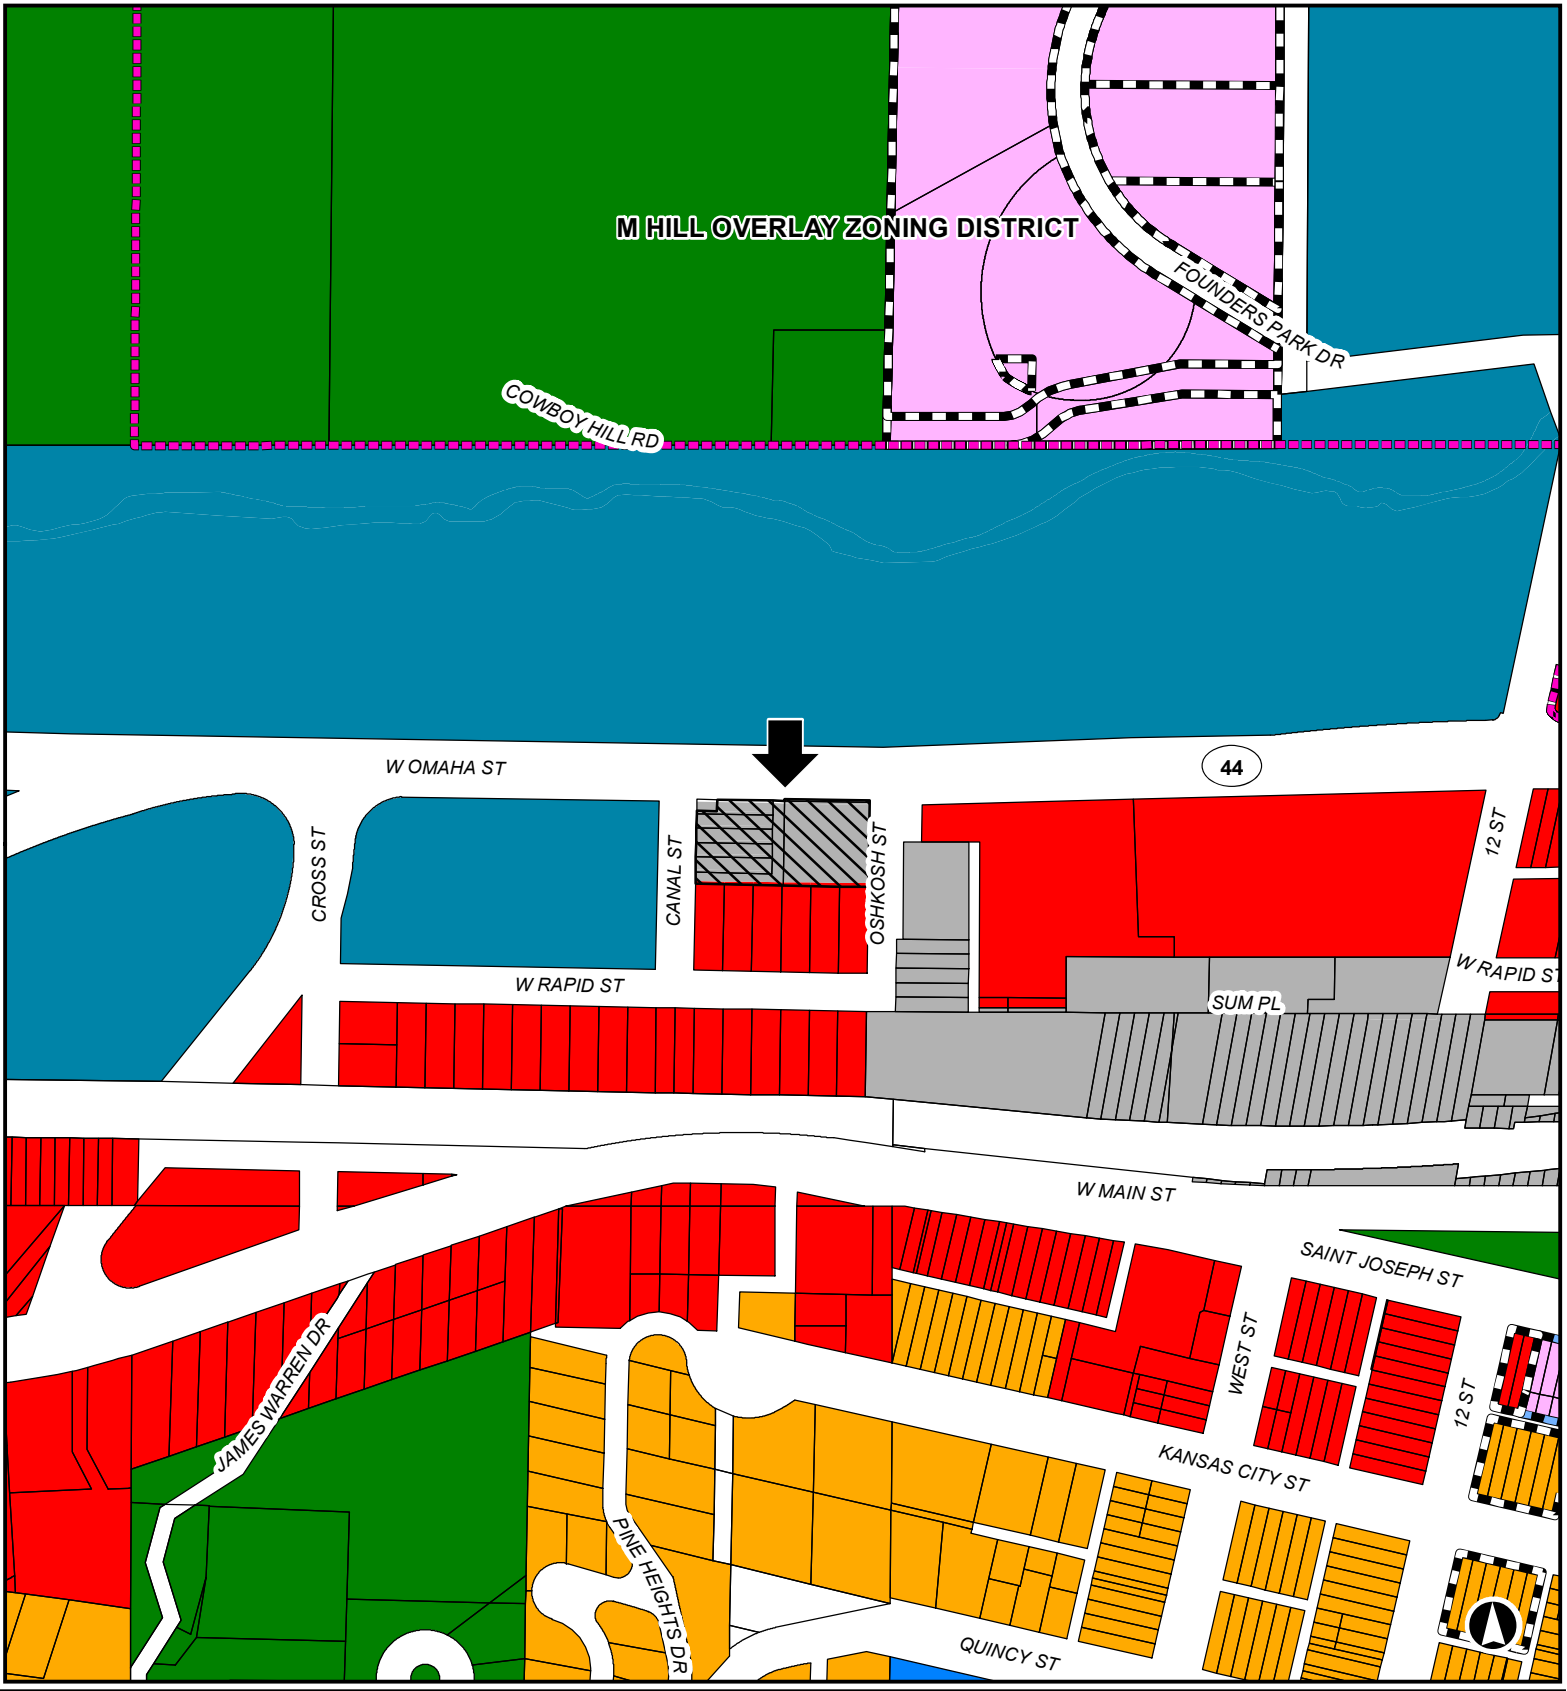 M HILL OVERLAY ZONING DISTRICT
FOUNDERS PARK DR
COWBOY HILL RD
W OMAHA ST
44
CROSS ST
CANAL ST
OSHKOSH ST
12 ST
W RAPID ST
W RAPID ST
SUM PL
W MAIN ST
SAINT JOSEPH ST
JAMES WARREN DR
WEST ST
12 ST
KANSAS CITY ST
PINE HEIGHTS DR
QUINCY ST